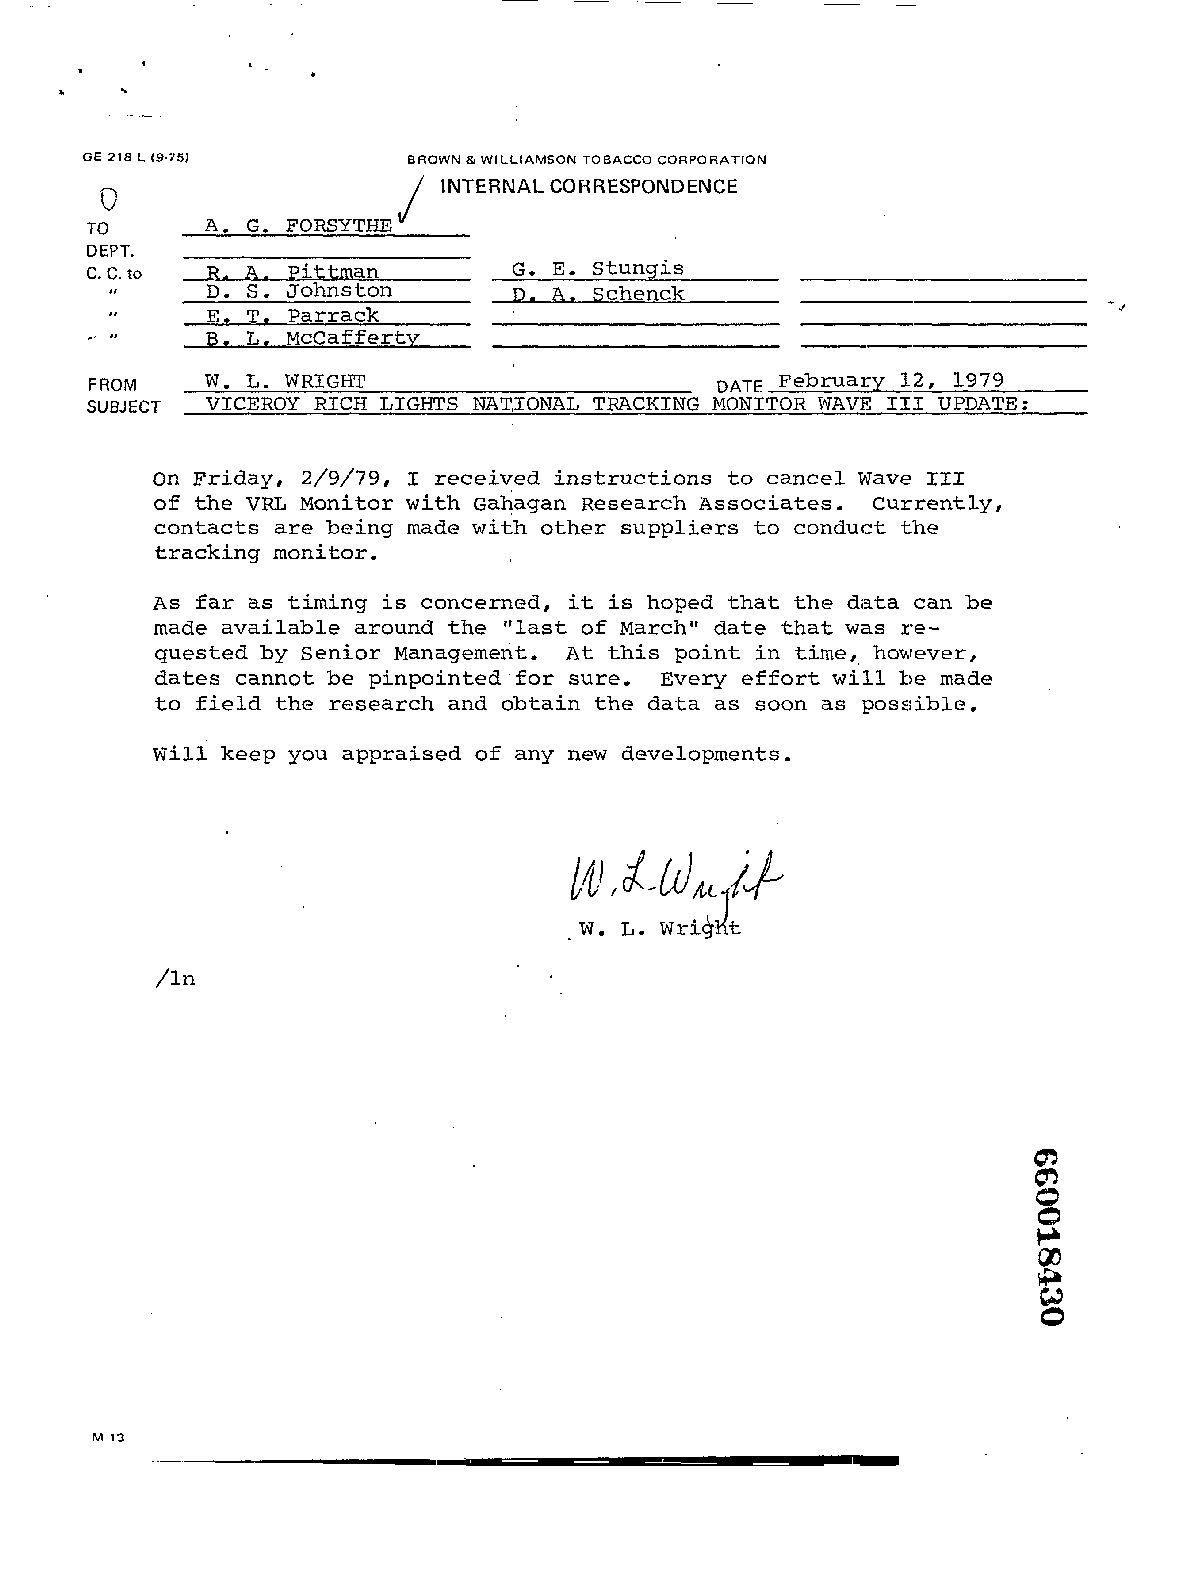 GE 218 L (9-75)
BROWN & WILLIAMSON TOBACCO CORPORATION
INTERNAL CORRESPONDENCE
TO A. G. FORSYTHE
DEPT.
C. C. to R. A. Pittman G. E. Stungis
" D. S. Johnston D. A. Schenck
" E. T. Parrack
" B. L. McCafferty
FROM W. L. WRIGHT DATE February 12, 1979
SUBJECT VICEROY RICH LIGHTS NATIONAL TRACKING MONITOR WAVE III UPDATE:
On Friday, 2/9/79, I received instructions to cancel Wave III
of the VRL Monitor with Gahagan Research Associates. Currently,
contacts are being made with other suppliers to conduct the
tracking monitor.
As far as timing is concerned, it is hoped that the data can be
made available around the "last of March" date that was re-
quested by Senior Management. At this point in time, however,
dates cannot be pinpointed for sure. Every effort will be made
to field the research and obtain the data as soon as possible.
Will keep you appraised of any new developments.
W. L. Wright
W. L. Wright
/ln
660018430
M 13